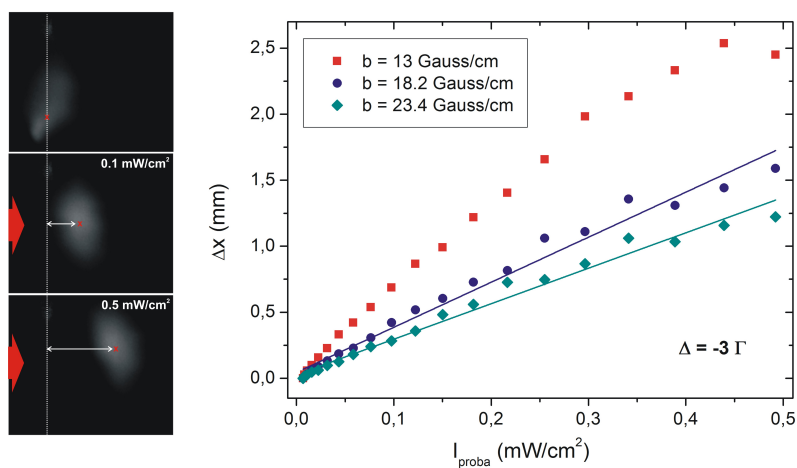 0.1 mW/cm²
0.5 mW/cm²
b = 13 Gauss/cm
b = 18.2 Gauss/cm
b = 23.4 Gauss/cm
Δx (mm)
2,5
2,0
1,5
1,0
0,5
0,0
Δ = -3 Γ
0,0 0,1 0,2 0,3 0,4 0,5
I_proba (mW/cm²)